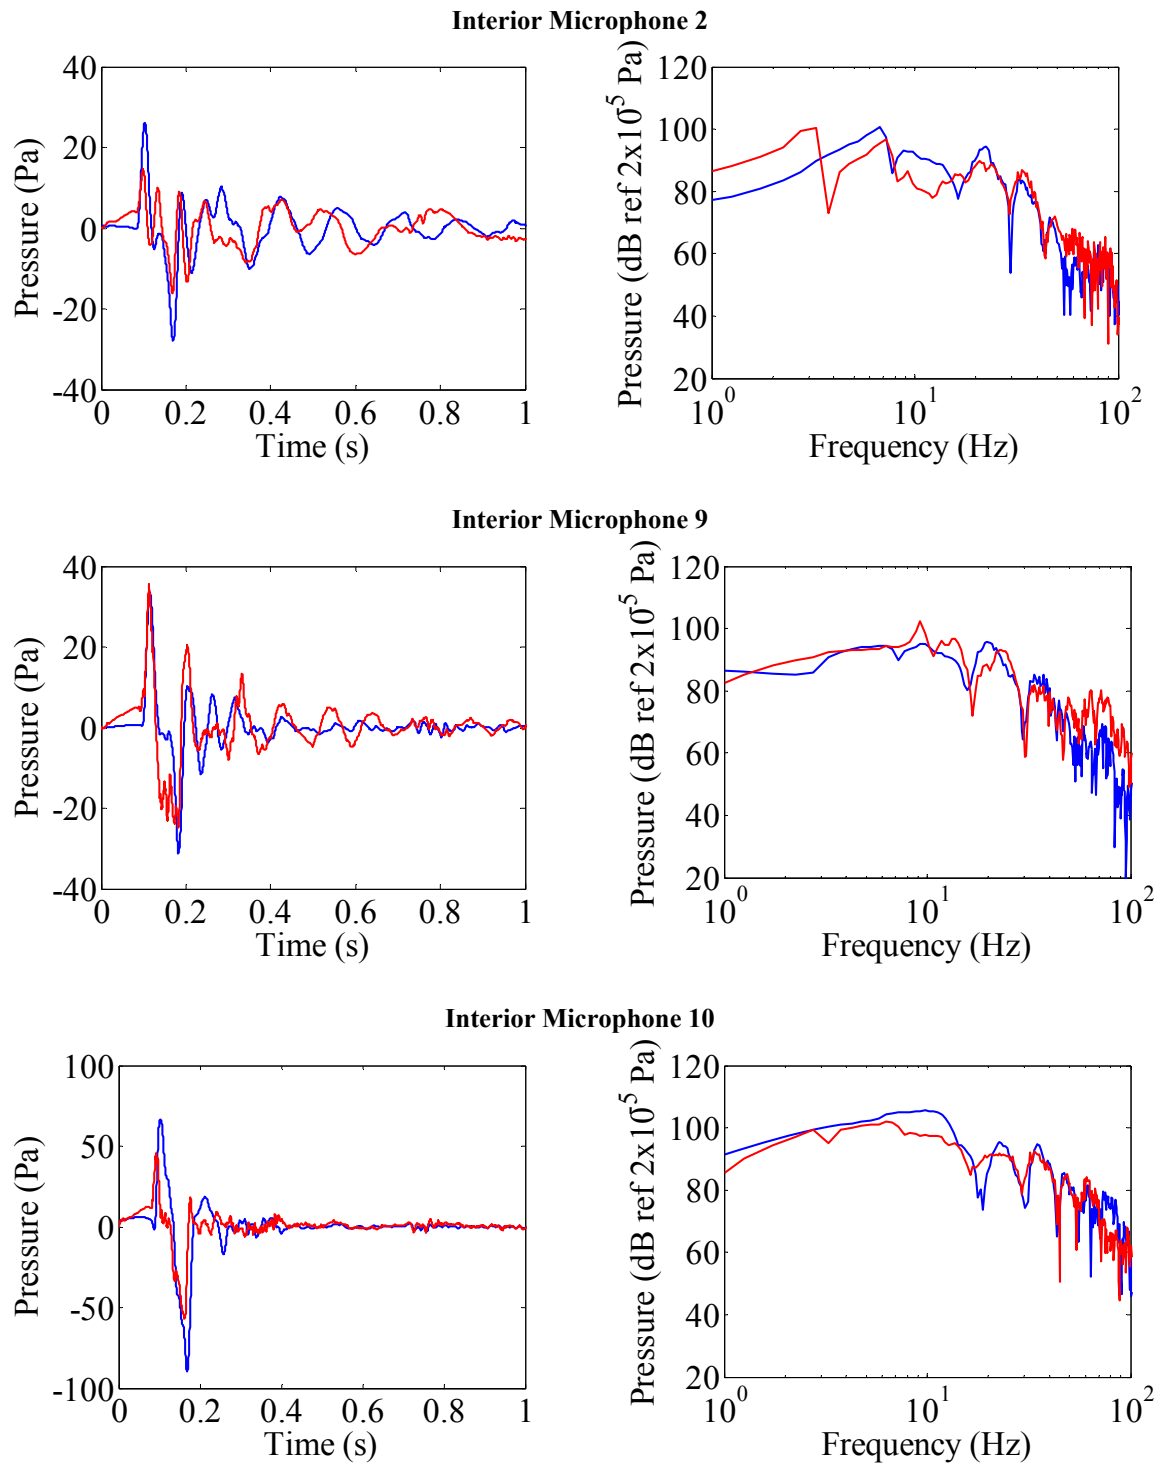 Interior Microphone 2
Pressure (Pa)
40
20
0
-20
-40
0 0.2 0.4 0.6 0.8 1
Time (s)
Pressure (dB ref 2x10-5 Pa)
120
100
80
60
40
20
10^0 10^1 10^2
Frequency (Hz)
Interior Microphone 9
Pressure (Pa)
40
20
0
-20
-40
0 0.2 0.4 0.6 0.8 1
Time (s)
Pressure (dB ref 2x10-5 Pa)
120
100
80
60
40
20
10^0 10^1 10^2
Frequency (Hz)
Interior Microphone 10
Pressure (Pa)
100
50
0
-50
-100
0 0.2 0.4 0.6 0.8 1
Time (s)
Pressure (dB ref 2x10-5 Pa)
120
100
80
60
40
20
10^0 10^1 10^2
Frequency (Hz)